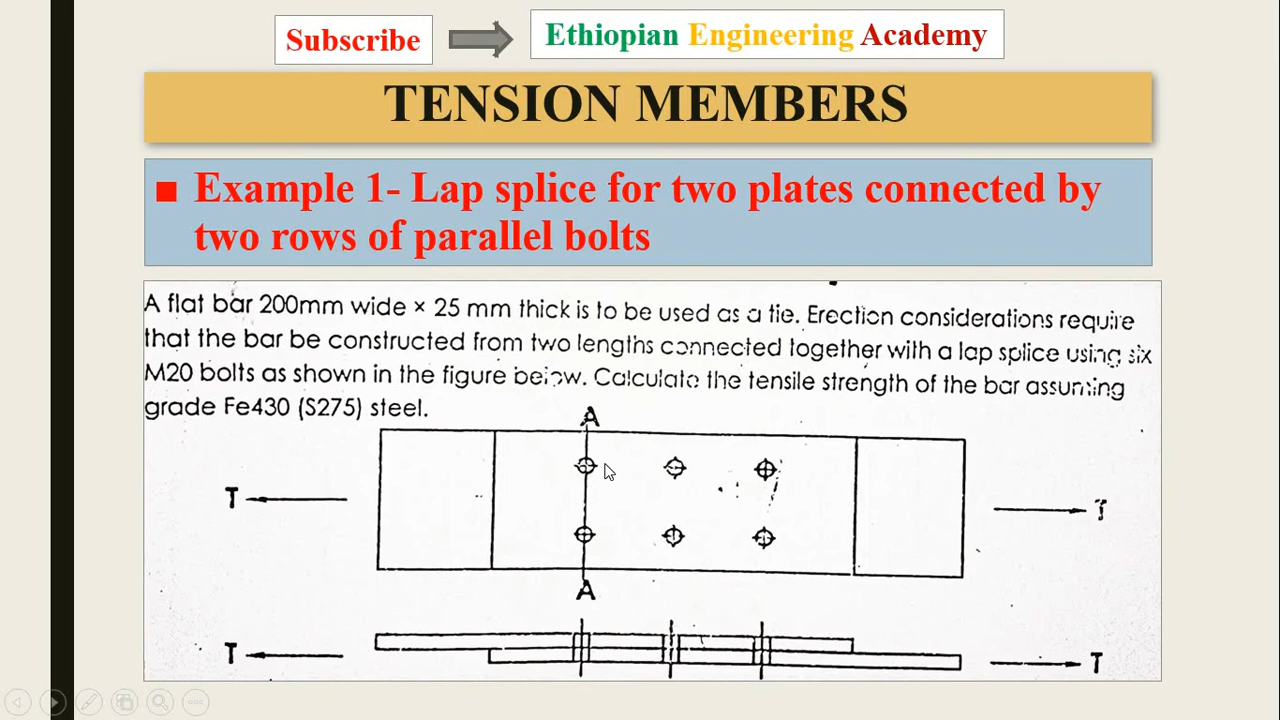 Subscribe
Ethiopian Engineering Academy
TENSION MEMBERS
Example 1- Lap splice for two plates connected by
two rows of parallel bolts
A flat bar 200mm wide × 25 mm thick is to be used as a tie. Erection considerations require
that the bar be constructed from two lengths connected together with a lap splice using six
M20 bolts as shown in the figure below. Calculate the tensile strength of the bar assuming
grade Fe430 (S275) steel.
A
T T
A
T T